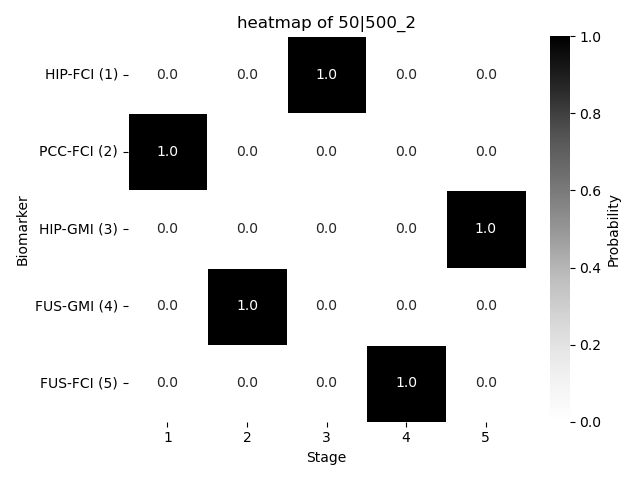 heatmap of 50|500_2
Biomarker
HIP-FCI (1) 0.0 0.0 1.0 0.0 0.0
PCC-FCI (2) 1.0 0.0 0.0 0.0 0.0
HIP-GMI (3) 0.0 0.0 0.0 0.0 1.0
FUS-GMI (4) 0.0 1.0 0.0 0.0 0.0
FUS-FCI (5) 0.0 0.0 0.0 1.0 0.0
1 2 3 4 5
Stage
1.0
0.8
0.6
0.4
0.2
0.0
Probability